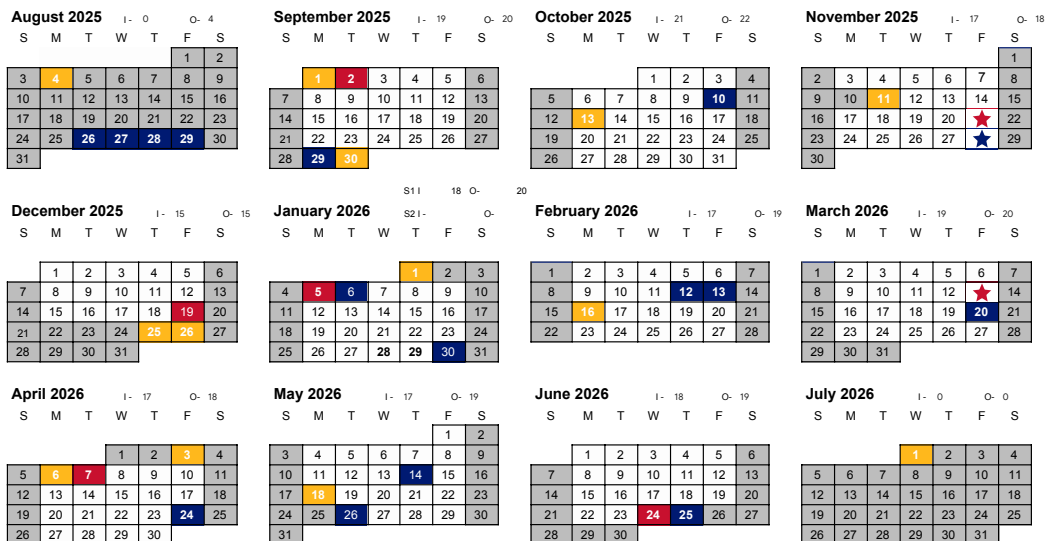 August 2025 I - 0 O- 4
S M T W T F S
1 2
3 4 5 6 7 8 9
10 11 12 13 14 15 16
17 18 19 20 21 22 23
24 25 26 27 28 29 30
31
September 2025 I - 19 O- 20
S M T W T F S
1 2 3 4 5 6
7 8 9 10 11 12 13
14 15 16 17 18 19 20
21 22 23 24 25 26 27
28 29 30
October 2025 I - 21 O- 22
S M T W T F S
1 2 3 4
5 6 7 8 9 10 11
12 13 14 15 16 17 18
19 20 21 22 23 24 25
26 27 28 29 30 31
November 2025 I - 17 O- 18
S M T W T F S
1
2 3 4 5 6 7 8
9 10 11 12 13 14 15
16 17 18 19 20 22
23 24 25 26 27 29
30
December 2025 I - 15 O- 15
S M T W T F S
1 2 3 4 5 6
7 8 9 10 11 12 13
14 15 16 17 18 19 20
21 22 23 24 25 26 27
28 29 30 31
S1 I 18 O- 20
January 2026 S2 I - O-
S M T W T F S
1 2 3
4 5 6 7 8 9 10
11 12 13 14 15 16 17
18 19 20 21 22 23 24
25 26 27 28 29 30 31
February 2026 I - 17 O- 19
S M T W T F S
1 2 3 4 5 6 7
8 9 10 11 12 13 14
15 16 17 18 19 20 21
22 23 24 25 26 27 28
March 2026 I - 19 O- 20
S M T W T F S
1 2 3 4 5 6 7
8 9 10 11 12 14
15 16 17 18 19 20 21
22 23 24 25 26 27 28
29 30 31
April 2026 I - 17 O- 18
S M T W T F S
1 2 3 4
5 6 7 8 9 10 11
12 13 14 15 16 17 18
19 20 21 22 23 24 25
26 27 28 29 30
May 2026 I - 17 O- 19
S M T W T F S
1 2
3 4 5 6 7 8 9
10 11 12 13 14 15 16
17 18 19 20 21 22 23
24 25 26 27 28 29 30
31
June 2026 I - 18 O- 19
S M T W T F S
1 2 3 4 5 6
7 8 9 10 11 12 13
14 15 16 17 18 19 20
21 22 23 24 25 26 27
28 29 30
July 2026 I - 0 O- 0
S M T W T F S
1 2 3 4
5 6 7 8 9 10 11
12 13 14 15 16 17 18
19 20 21 22 23 24 25
26 27 28 29 30 31